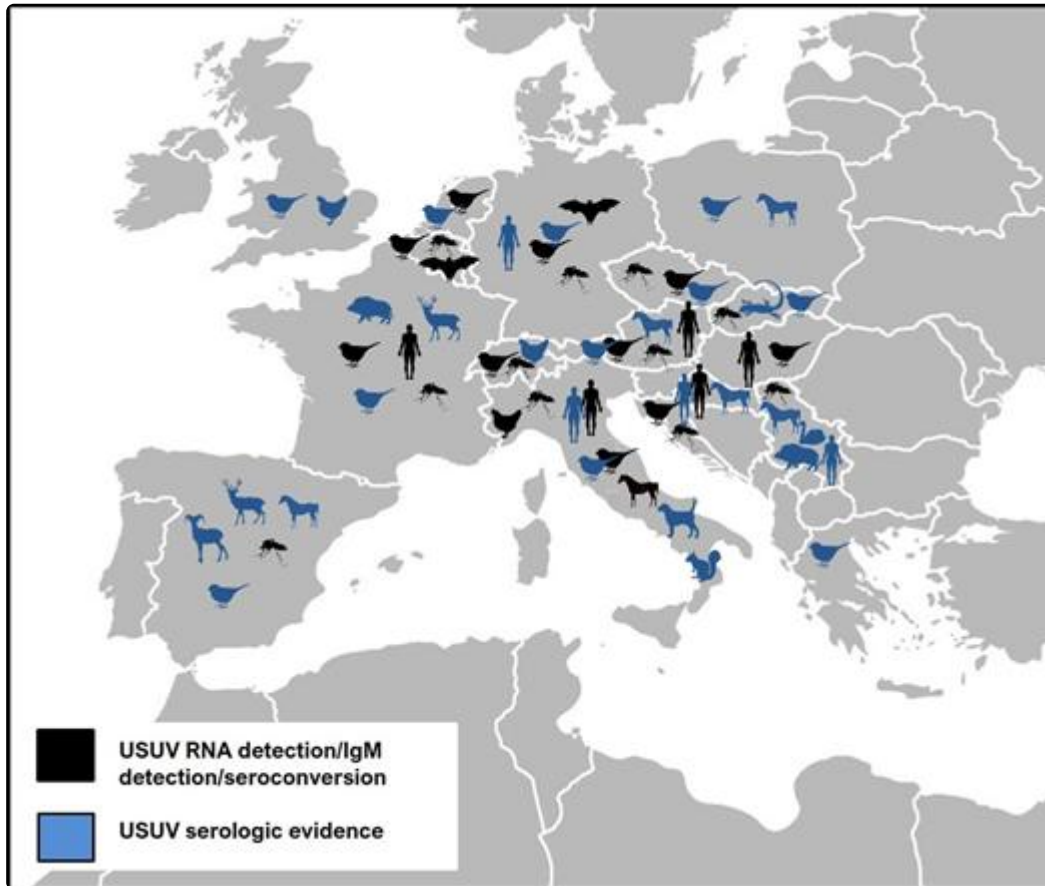 USUV RNA detection/IgM
detection/seroconversion
USUV serologic evidence